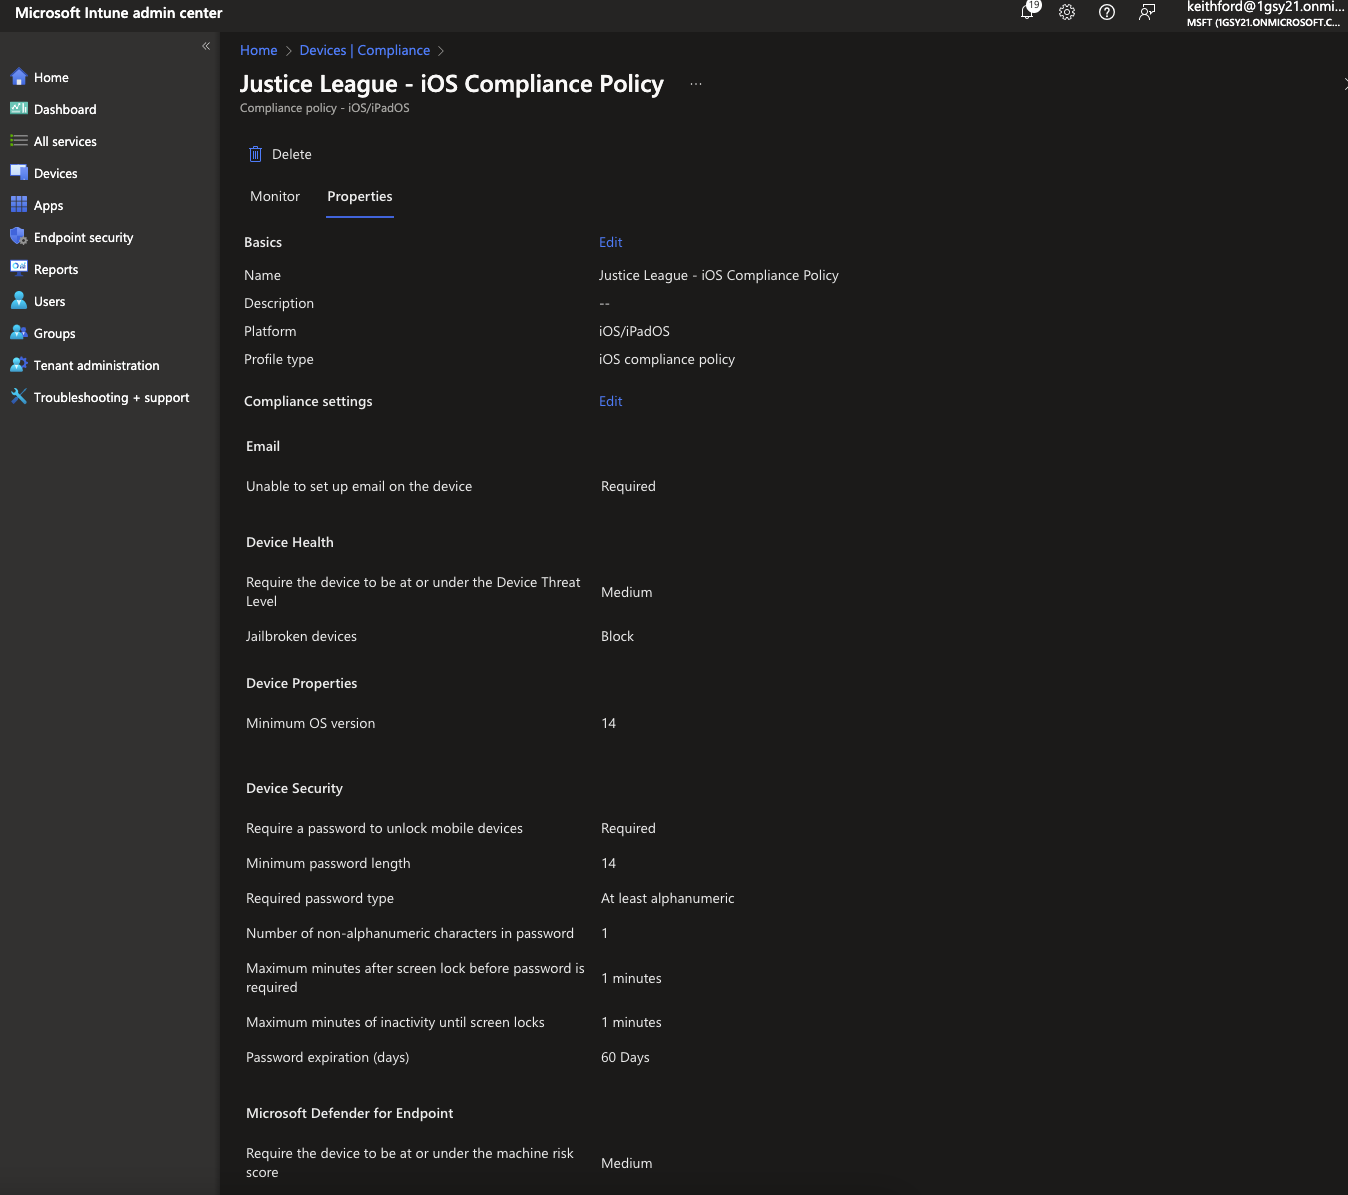 Microsoft Intune admin center
19
keithford@1gsy21.onmi...
MSFT (1GSY21.ONMICROSOFT.C...
Home
Dashboard
All services
Devices
Apps
Endpoint security
Reports
Users
Groups
Tenant administration
Troubleshooting + support
Home > Devices | Compliance >
Justice League - iOS Compliance Policy ...
Compliance policy - iOS/iPadOS
Delete
Monitor Properties
Basics Edit
Name Justice League - iOS Compliance Policy
Description --
Platform iOS/iPadOS
Profile type iOS compliance policy
Compliance settings Edit
Email
Unable to set up email on the device Required
Device Health
Require the device to be at or under the Device Threat
Level Medium
Jailbroken devices Block
Device Properties
Minimum OS version 14
Device Security
Require a password to unlock mobile devices Required
Minimum password length 14
Required password type At least alphanumeric
Number of non-alphanumeric characters in password 1
Maximum minutes after screen lock before password is
required 1 minutes
Maximum minutes of inactivity until screen locks 1 minutes
Password expiration (days) 60 Days
Microsoft Defender for Endpoint
Require the device to be at or under the machine risk
score Medium